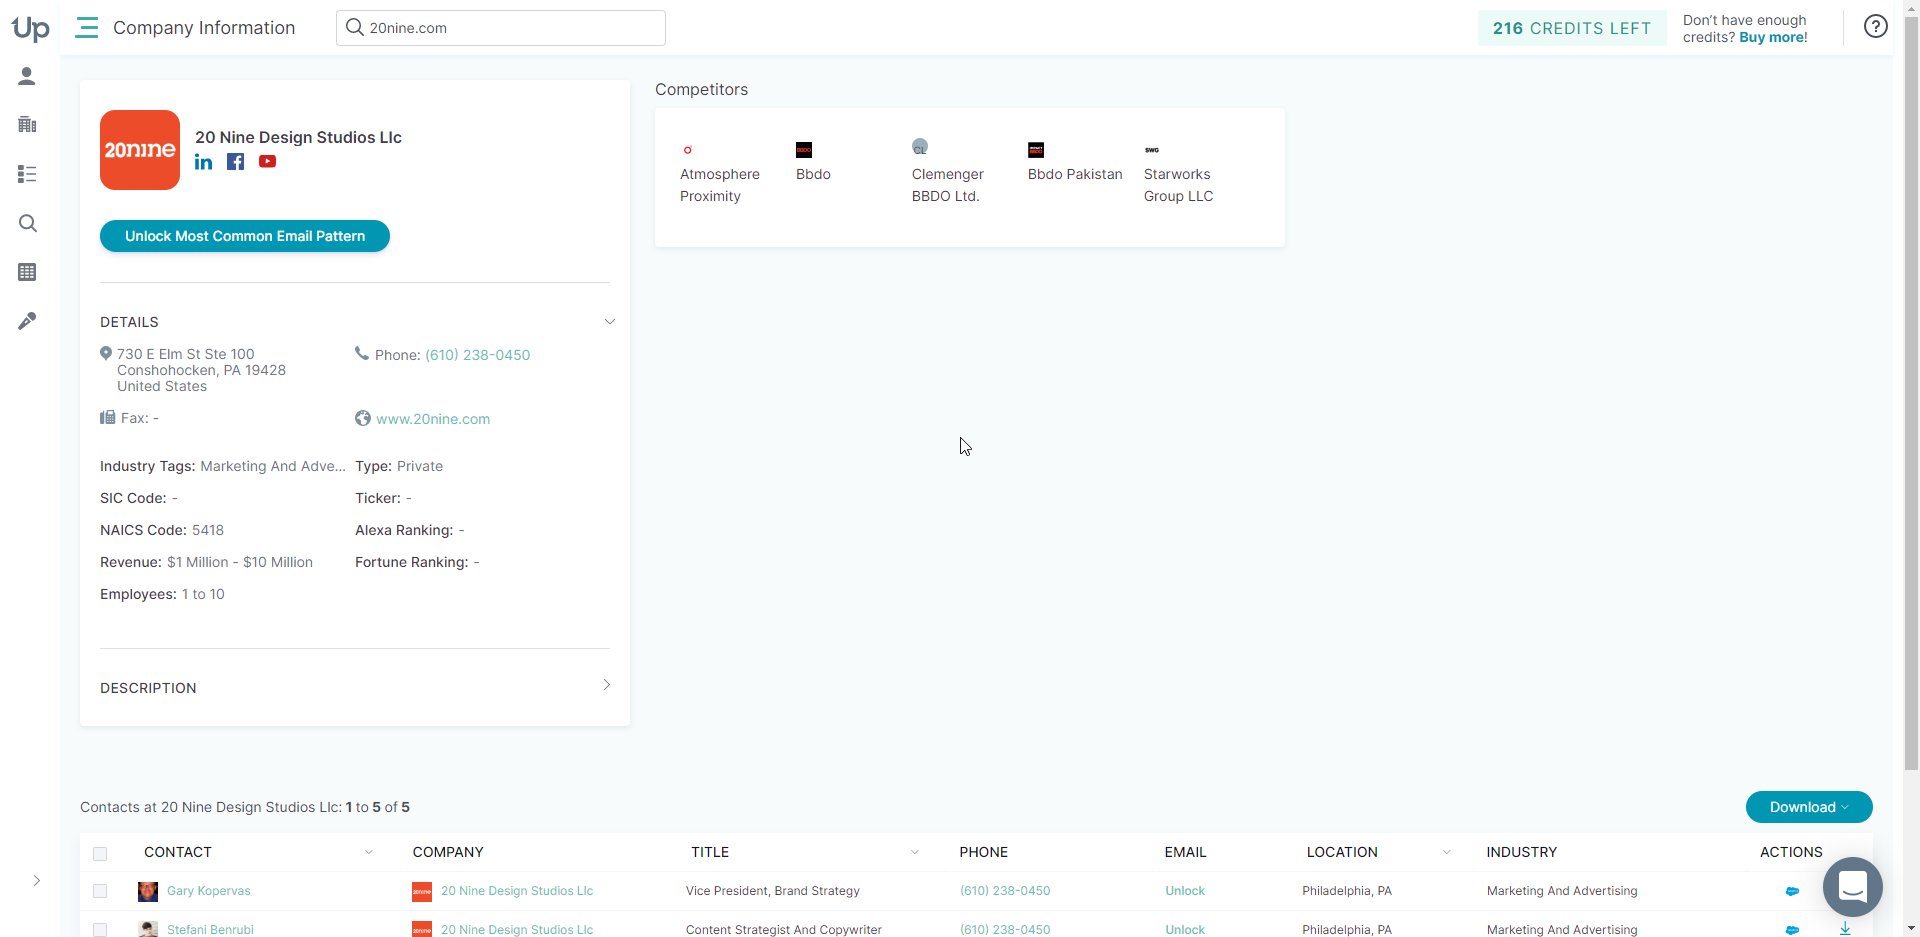 Up
Company Information
20nine.com
216 CREDITS LEFT
Don't have enough
credits? Buy more!
20nine
20 Nine Design Studios Llc
Unlock Most Common Email Pattern
DETAILS
730 E Elm St Ste 100
Conshohocken, PA 19428
United States
Phone: (610) 238-0450
Fax: -
www.20nine.com
Industry Tags: Marketing And Adve...
Type: Private
SIC Code: -
Ticker: -
NAICS Code: 5418
Alexa Ranking: -
Revenue: $1 Million - $10 Million
Fortune Ranking: -
Employees: 1 to 10
DESCRIPTION
Competitors
Atmosphere
Proximity
BBDO
Bbdo
CL
Clemenger
BBDO Ltd.
Bbdo Pakistan
SWG
Starworks
Group LLC
Contacts at 20 Nine Design Studios Llc: 1 to 5 of 5
Download
CONTACT COMPANY TITLE PHONE EMAIL LOCATION INDUSTRY ACTIONS
Gary Kopervas 20nine 20 Nine Design Studios Llc Vice President, Brand Strategy (610) 238-0450 Unlock Philadelphia, PA Marketing And Advertising
Stefani Benrubi 20nine 20 Nine Design Studios Llc Content Strategist And Copywriter (610) 238-0450 Unlock Philadelphia, PA Marketing And Advertising